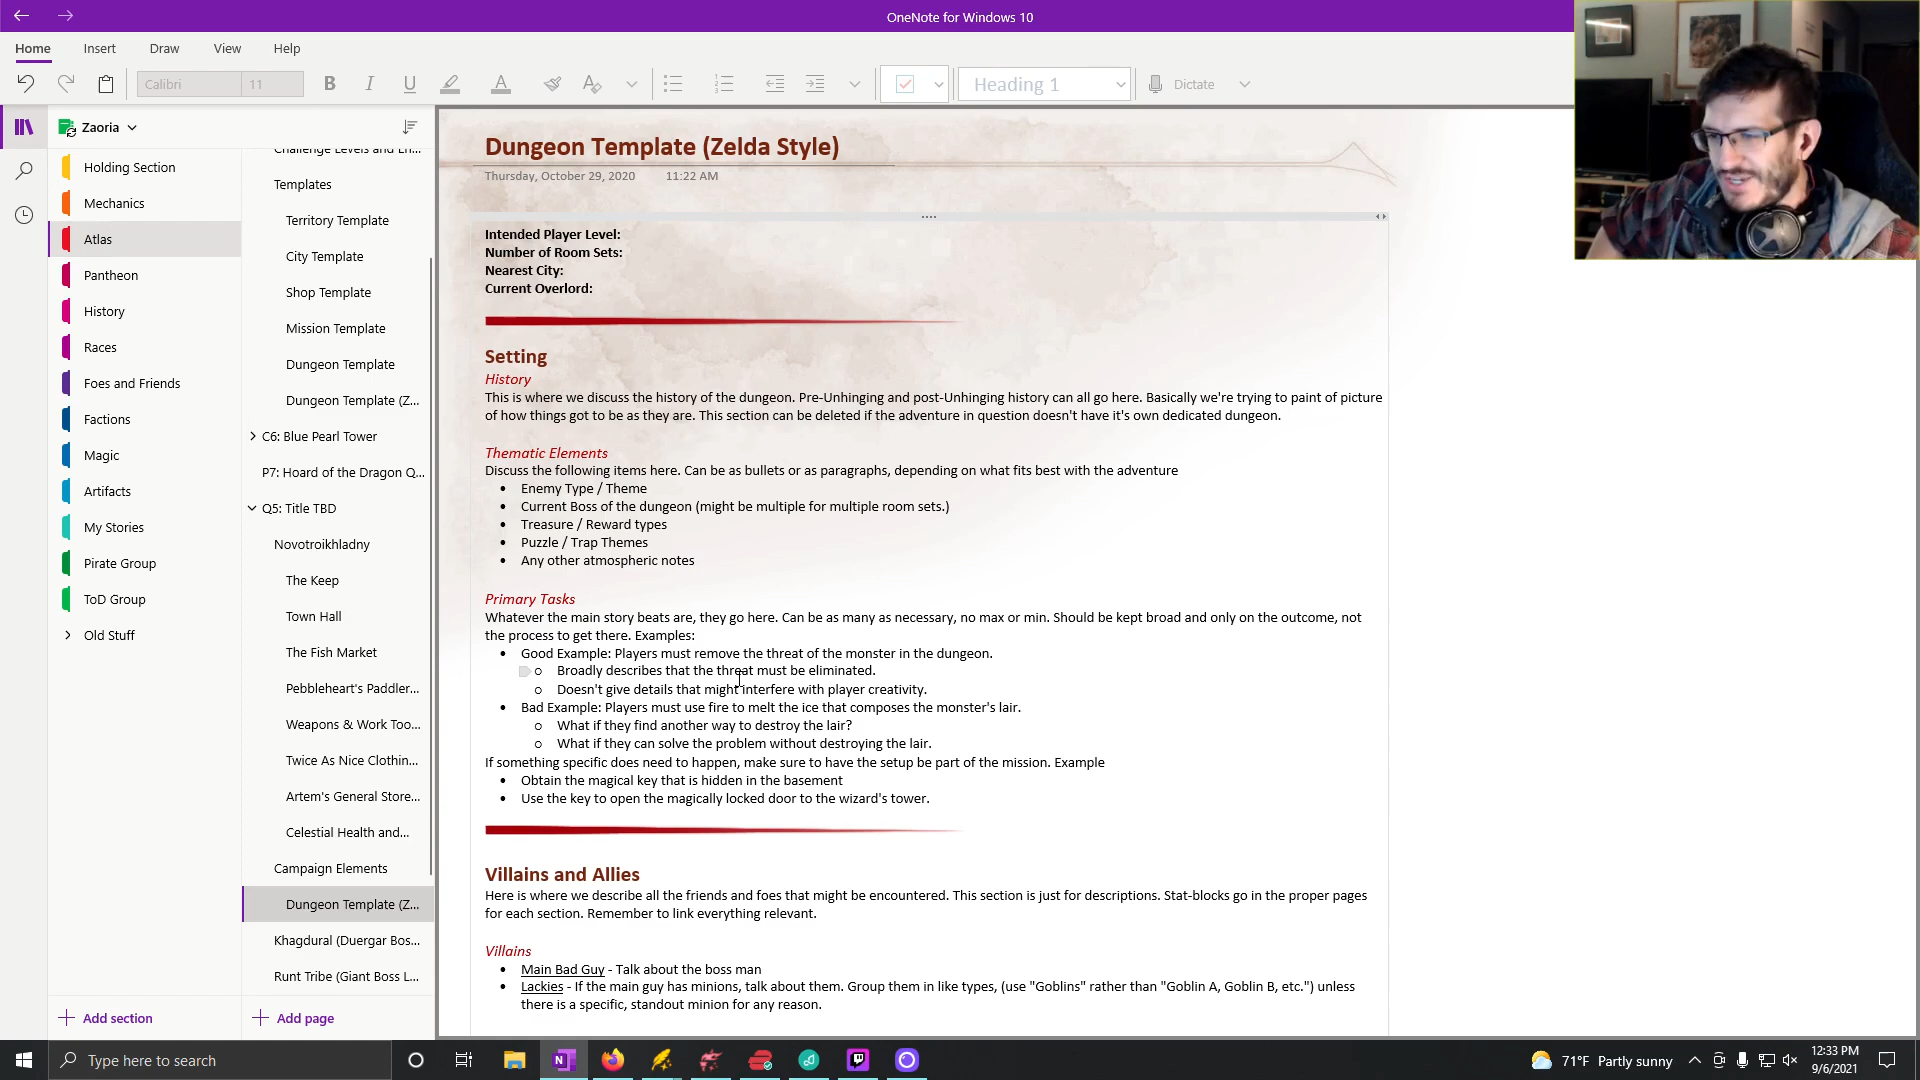 OneNote for Windows 10
Home
Insert
Draw
View
Help
Calibri
11
B
I
U
A
Heading 1
Dictate
Zaoria
Holding Section
Mechanics
Atlas
Pantheon
History
Races
Foes and Friends
Factions
Magic
Artifacts
My Stories
Pirate Group
ToD Group
Old Stuff
Add section
Challenge Levels and En...
Templates
Territory Template
City Template
Shop Template
Mission Template
Dungeon Template
Dungeon Template (Z...
C6: Blue Pearl Tower
P7: Hoard of the Dragon Q...
Q5: Title TBD
Novotroikhladny
The Keep
Town Hall
The Fish Market
Pebbleheart's Paddler...
Weapons & Work Too...
Twice As Nice Clothin...
Artem's General Store...
Celestial Health and...
Campaign Elements
Dungeon Template (Z...
Khagdural (Duergar Bos...
Runt Tribe (Giant Boss L...
Add page
Dungeon Template (Zelda Style)
Thursday, October 29, 2020 11:22 AM
Intended Player Level:
Number of Room Sets:
Nearest City:
Current Overlord:
Setting
History
This is where we discuss the history of the dungeon. Pre-Unhinging and post-Unhinging history can all go here. Basically we're trying to paint of picture
of how things got to be as they are. This section can be deleted if the adventure in question doesn't have it's own dedicated dungeon.
Thematic Elements
Discuss the following items here. Can be as bullets or as paragraphs, depending on what fits best with the adventure
• Enemy Type / Theme
• Current Boss of the dungeon (might be multiple for multiple room sets.)
• Treasure / Reward types
• Puzzle / Trap Themes
• Any other atmospheric notes
Primary Tasks
Whatever the main story beats are, they go here. Can be as many as necessary, no max or min. Should be kept broad and only on the outcome, not
the process to get there. Examples:
• Good Example: Players must remove the threat of the monster in the dungeon.
o Broadly describes that the threat must be eliminated.
o Doesn't give details that might interfere with player creativity.
• Bad Example: Players must use fire to melt the ice that composes the monster's lair.
o What if they find another way to destroy the lair?
o What if they can solve the problem without destroying the lair.
If something specific does need to happen, make sure to have the setup be part of the mission. Example
• Obtain the magical key that is hidden in the basement
• Use the key to open the magically locked door to the wizard's tower.
Villains and Allies
Here is where we describe all the friends and foes that might be encountered. This section is just for descriptions. Stat-blocks go in the proper pages
for each section. Remember to link everything relevant.
Villains
• Main Bad Guy - Talk about the boss man
• Lackies - If the main guy has minions, talk about them. Group them in like types, (use "Goblins" rather than "Goblin A, Goblin B, etc.") unless
there is a specific, standout minion for any reason.
Type here to search
71°F Partly sunny
12:33 PM
9/6/2021